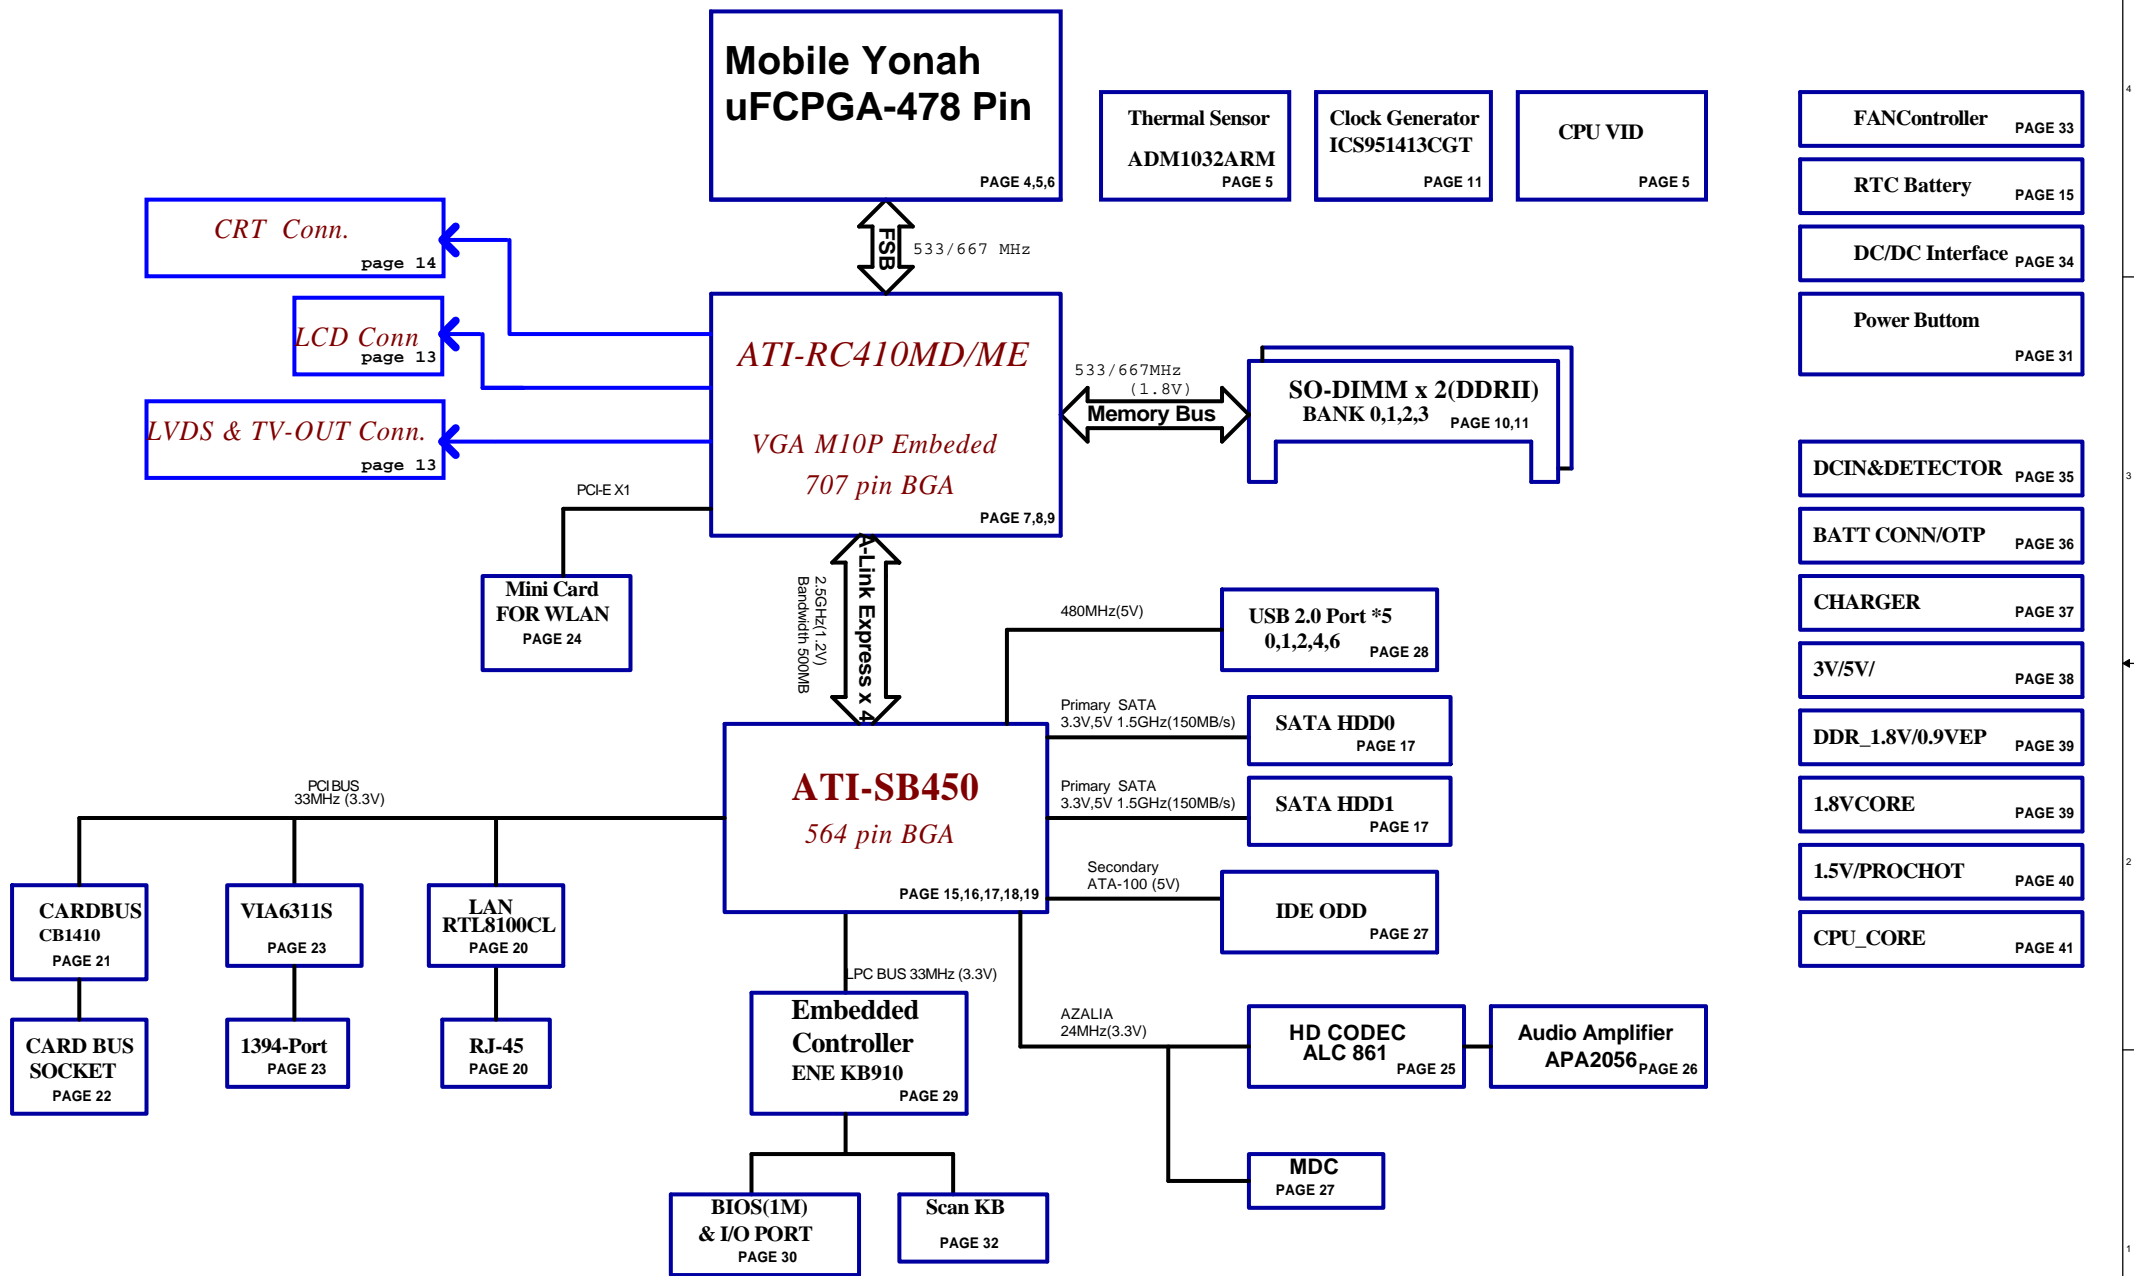 Mobile Yonah
uFCPGA-478 Pin
PAGE 4,5,6
Thermal Sensor
ADM1032ARM
PAGE 5
Clock Generator
ICS951413CGT
PAGE 11
CPU VID
PAGE 5
FANController
PAGE 33
RTC Battery
PAGE 15
DC/DC Interface
PAGE 34
Power Buttom
PAGE 31
4
CRT Conn.
page 14
FSB
533/667 MHz
LCD Conn
page 13
LVDS & TV-OUT Conn.
page 13
ATI-RC410MD/ME
VGA M10P Embeded
707 pin BGA
PAGE 7,8,9
533/667MHz
(1.8V)
Memory Bus
SO-DIMM x 2(DDRII)
BANK 0,1,2,3
PAGE 10,11
DCIN&DETECTOR
PAGE 35
3
BATT CONN/OTP
PAGE 36
CHARGER
PAGE 37
3V/5V/
PAGE 38
DDR_1.8V/0.9VEP
PAGE 39
1.8VCORE
PAGE 39
1.5V/PROCHOT
PAGE 40
CPU_CORE
PAGE 41
2
PCI-E X1
Mini Card
FOR WLAN
PAGE 24
A-Link Express x 4
2.5GHz(1.2V)
Bandwidth 500MB
480MHz(5V)
USB 2.0 Port *5
0,1,2,4,6
PAGE 28
Primary SATA
3.3V,5V 1.5GHz(150MB/s)
SATA HDD0
PAGE 17
Primary SATA
3.3V,5V 1.5GHz(150MB/s)
SATA HDD1
PAGE 17
ATI-SB450
564 pin BGA
PAGE 15,16,17,18,19
Secondary
ATA-100 (5V)
IDE ODD
PAGE 27
PCI BUS
33MHz (3.3V)
CARDBUS
CB1410
PAGE 21
VIA6311S
PAGE 23
LAN
RTL8100CL
PAGE 20
CARD BUS
SOCKET
PAGE 22
1394-Port
PAGE 23
RJ-45
PAGE 20
LPC BUS 33MHz (3.3V)
Embedded
Controller
ENE KB910
PAGE 29
AZALIA
24MHz(3.3V)
HD CODEC
ALC 861
PAGE 25
Audio Amplifier
APA2056
PAGE 26
MDC
PAGE 27
BIOS(1M)
& I/O PORT
PAGE 30
Scan KB
PAGE 32
1